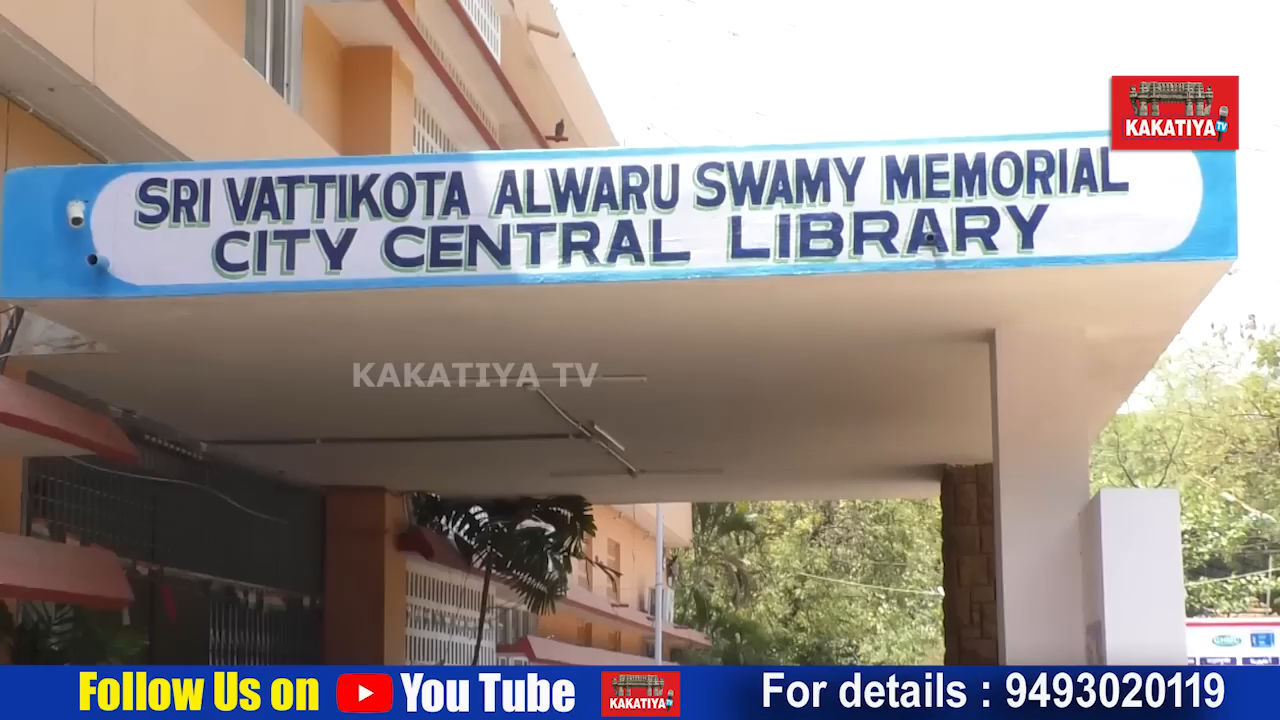 KAKATIYA TV
SRI VATTIKOTA ALWARU SWAMY MEMORIAL
CITY CENTRAL LIBRARY
KAKATIYA TV
Follow Us on You Tube KAKATIYA TV For details : 9493020119